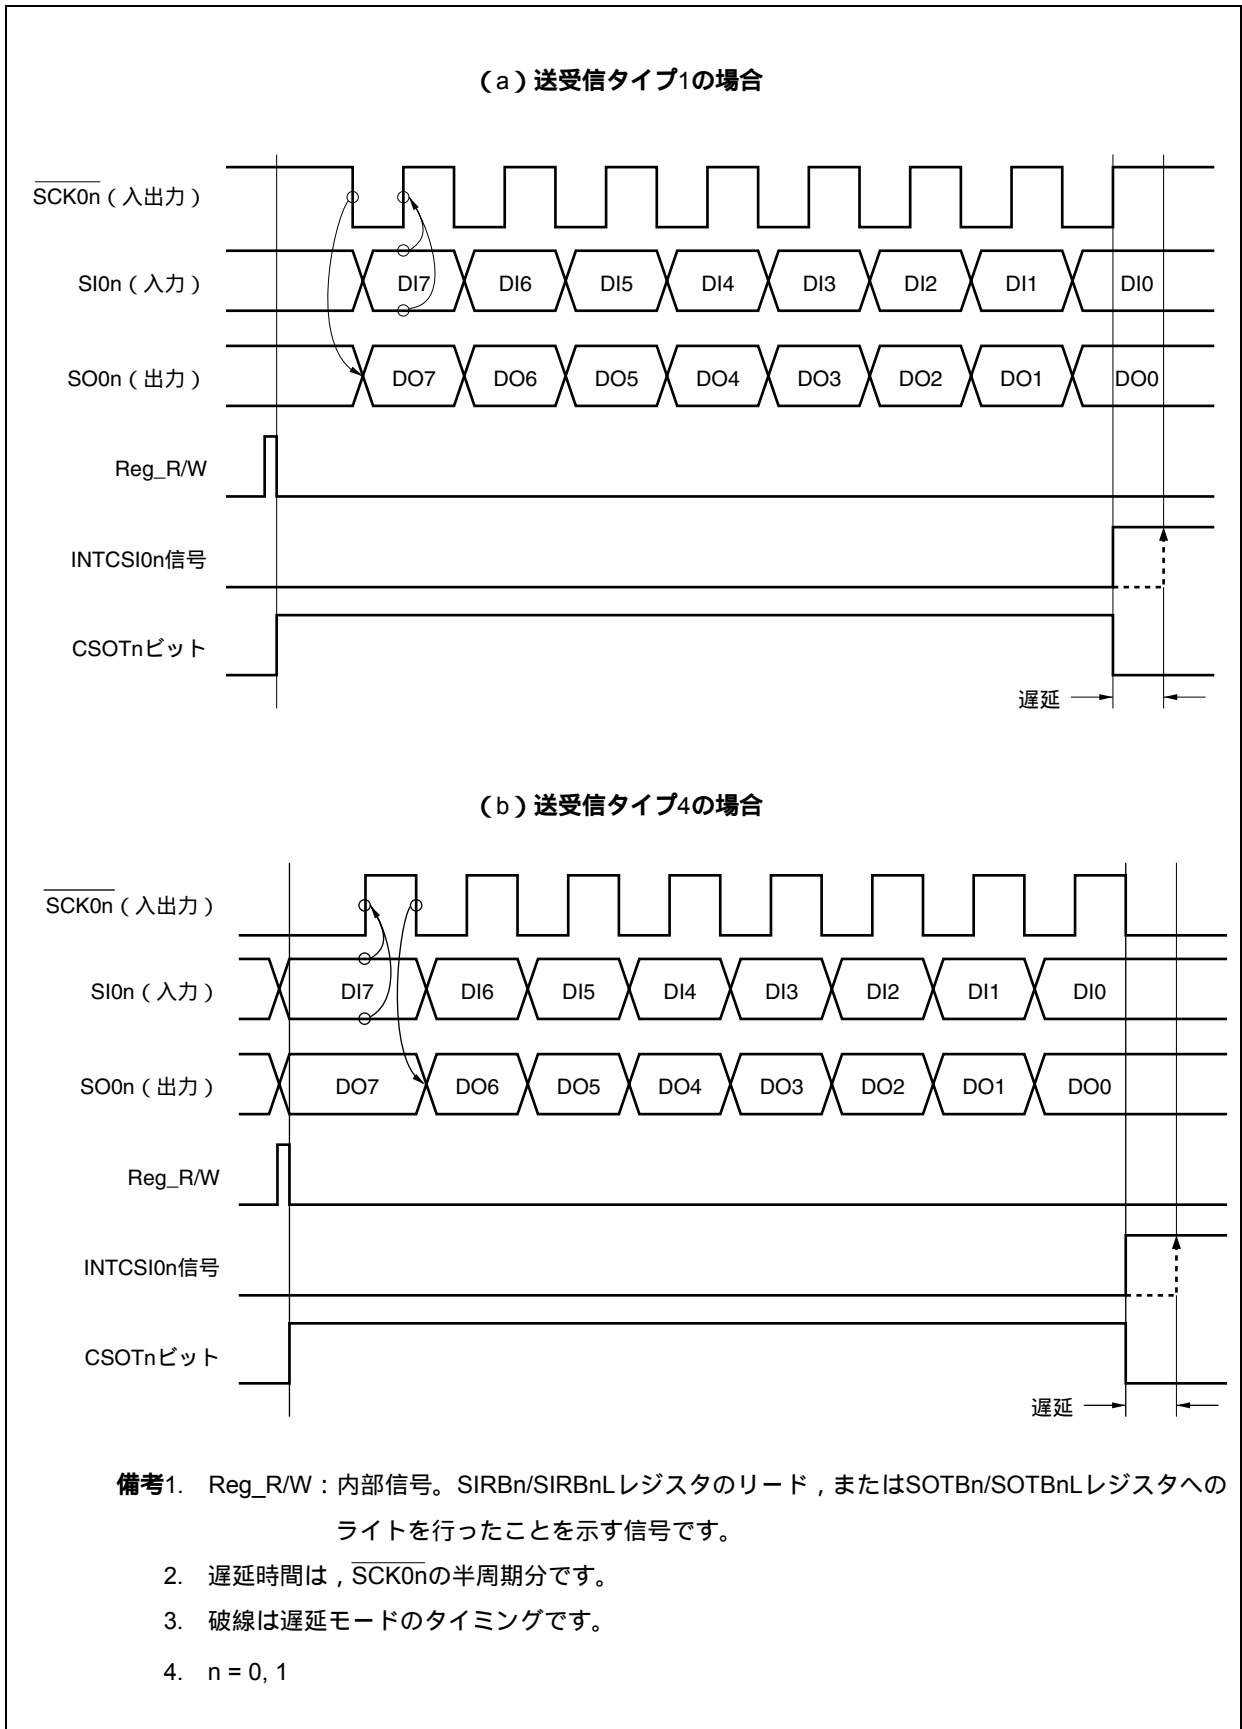 （a）送受信タイプ1の場合
SCK0n（入出力）
SI0n（入力）
DI7 DI6 DI5 DI4 DI3 DI2 DI1 DI0
SO0n（出力）
DO7 DO6 DO5 DO4 DO3 DO2 DO1 DO0
Reg_R/W
INTCSI0n信号
CSOTnビット
遅延
（b）送受信タイプ4の場合
SCK0n（入出力）
SI0n（入力）
DI7 DI6 DI5 DI4 DI3 DI2 DI1 DI0
SO0n（出力）
DO7 DO6 DO5 DO4 DO3 DO2 DO1 DO0
Reg_R/W
INTCSI0n信号
CSOTnビット
遅延
備考1. Reg_R/W：内部信号。SIRBn/SIRBnLレジスタのリード，またはSOTBn/SOTBnLレジスタへの
ライトを行ったことを示す信号です。
2. 遅延時間は，SCK0nの半周期分です。
3. 破線は遅延モードのタイミングです。
4. n = 0, 1